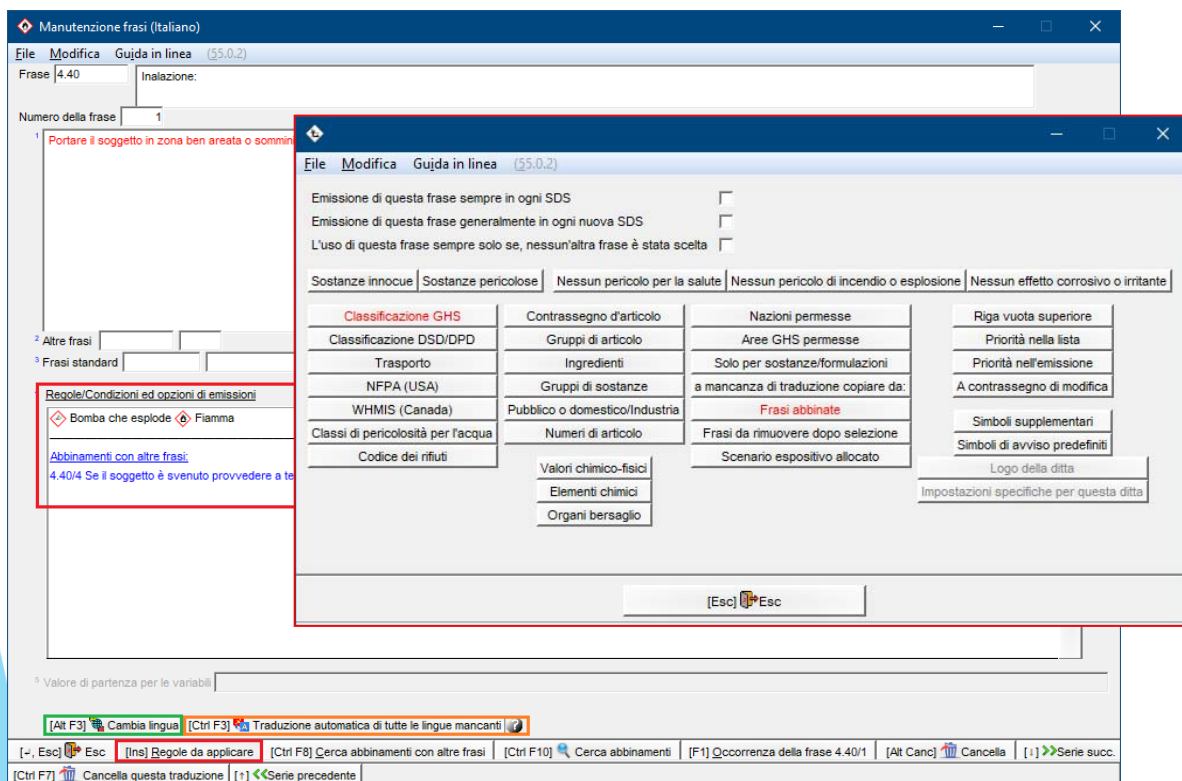 Manutenzione frasi (Italiano)
File Modifica Guida in linea (55.0.2)
Frase 4.40 Inalazione:
Numero della frase 1
1 Portare il soggetto in zona ben areata o
2 Altre frasi
3 Frasi standard
Regole/Condizioni ed opzioni di emissioni
Bomba che esplode Fiamma
Abbinamenti con altre frasi:
4.40/4 Se il soggetto è svenuto provvedere a
5 Valore di partenza per le variabili
[Alt F3] Cambia lingua [Ctrl F3] Traduzione automatica di tutte le lingue mancanti
[↵, Esc] Esc [Ins] Regole da applicare [Ctrl F8] Cerca abbinamenti con altre frasi [Ctrl F10] Cerca abbinamenti [F1] Occorrenza della frase 4.40/1 [Alt Canc] Cancella [↓] >>Serie succ.
[Ctrl F7] Cancella questa traduzione [↑] <<Serie precedente
File Modifica Guida in linea (55.0.2)
Emissione di questa frase sempre in ogni SDS
Emissione di questa frase generalmente in ogni nuova SDS
L'uso di questa frase sempre solo se, nessun'altra frase è stata scelta
Sostanze innocue Sostanze pericolose Nessun pericolo per la salute Nessun pericolo di incendio o esplosione Nessun effetto corrosivo o irritante
Classificazione GHS Contrassegno d'articolo Nazioni permesse Riga vuota superiore
Classificazione DSD/DPD Gruppi di articolo Aree GHS permesse Priorità nella lista
Trasporto Ingredienti Solo per sostanze/formulazioni Priorità nell'emissione
NFPA (USA) Gruppi di sostanze a mancanza di traduzione copiare da: A contrassegno di modifica
WHMIS (Canada) Pubblico o domestico/Industria Frasi abbinate Simboli supplementari
Classi di pericolosità per l'acqua Numeri di articolo Frasi da rimuovere dopo selezione Simboli di avviso predefiniti
Codice dei rifiuti Valori chimico-fisici Scenario espositivo allocato Logo della ditta
Elementi chimici Impostazioni specifiche per questa ditta
Organi bersaglio
[Esc] Esc